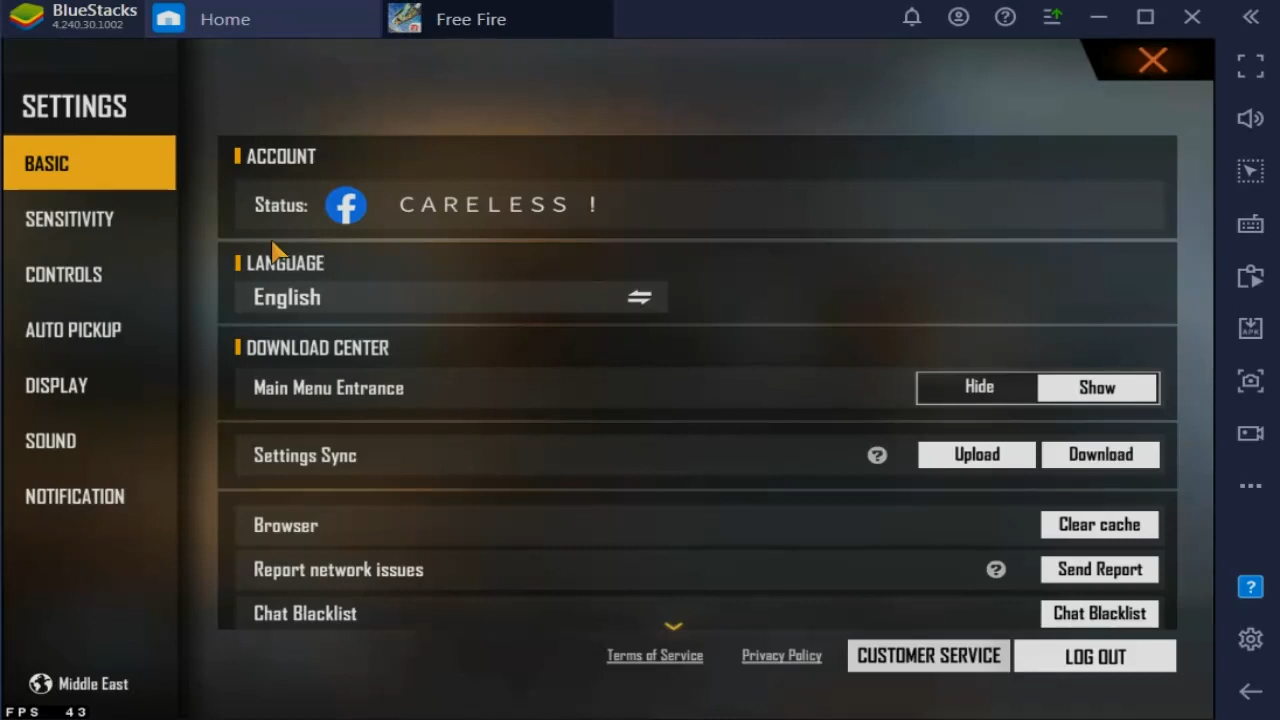 BlueStacks
4.240.30.1002
Home
Free Fire
SETTINGS
BASIC
SENSITIVITY
CONTROLS
AUTO PICKUP
DISPLAY
SOUND
NOTIFICATION
Middle East
FPS 43
ACCOUNT
Status: CARELESS !
LANGUAGE
English
DOWNLOAD CENTER
Main Menu Entrance Hide Show
Settings Sync ? Upload Download
Browser Clear cache
Report network issues ? Send Report
Chat Blacklist Chat Blacklist
Terms of Service Privacy Policy CUSTOMER SERVICE LOG OUT
APK
?